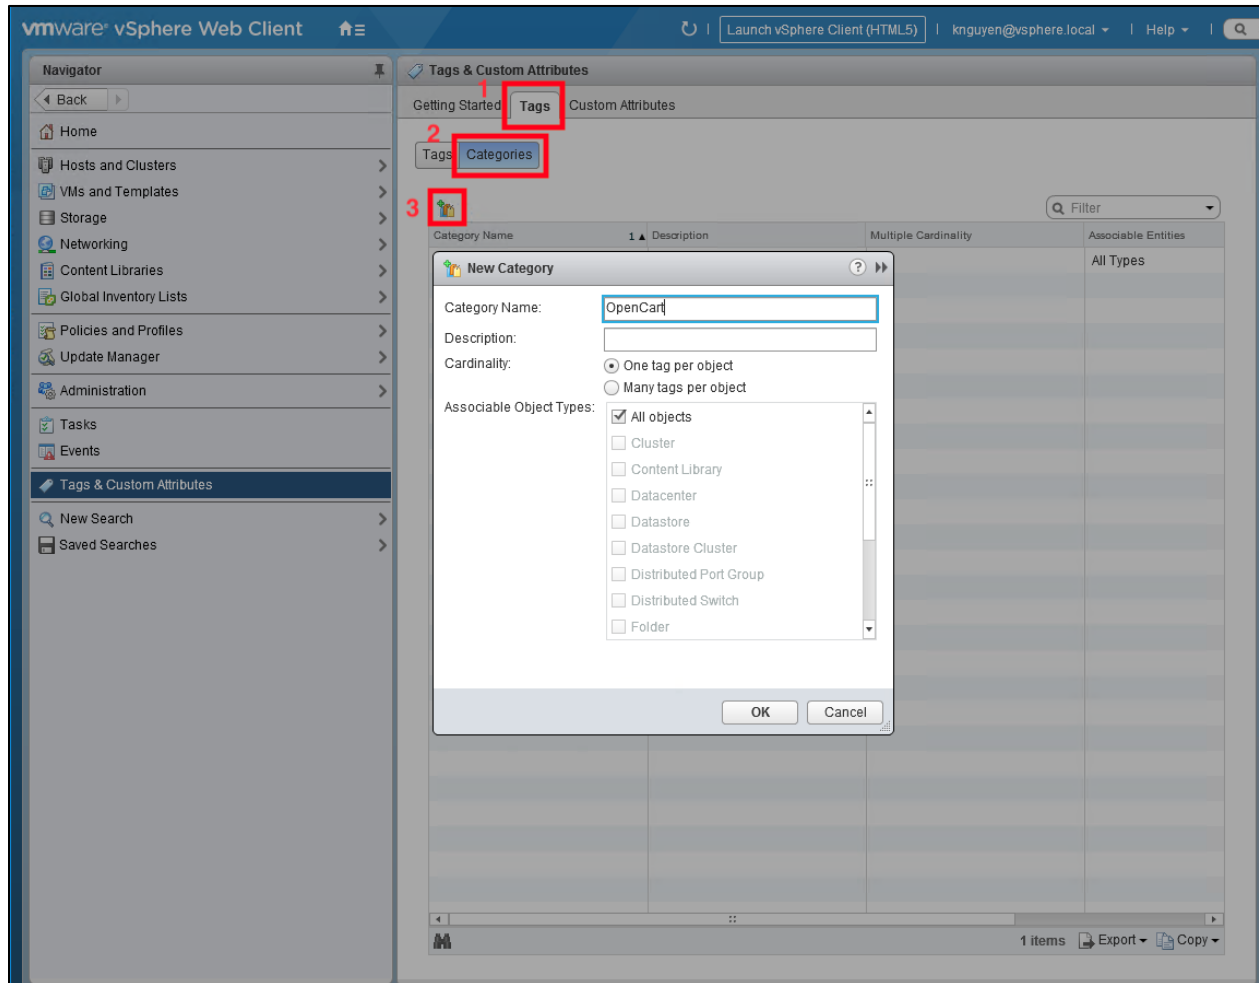 vmware® vSphere Web Client
Launch vSphere Client (HTML5)
knguyen@vsphere.local
Help
Navigator
Back
Home
Hosts and Clusters
VMs and Templates
Storage
Networking
Content Libraries
Global Inventory Lists
Policies and Profiles
Update Manager
Administration
Tasks
Events
Tags & Custom Attributes
New Search
Saved Searches
Tags & Custom Attributes
1
Getting Started Tags Custom Attributes
2
Tags Categories
3
Filter
Category Name 1 Description Multiple Cardinality Associable Entities
All Types
New Category
?
Category Name: OpenCart
Description:
Cardinality: One tag per object
Many tags per object
Associable Object Types: All objects
Cluster
Content Library
Datacenter
Datastore
Datastore Cluster
Distributed Port Group
Distributed Switch
Folder
OK Cancel
1 items Export Copy